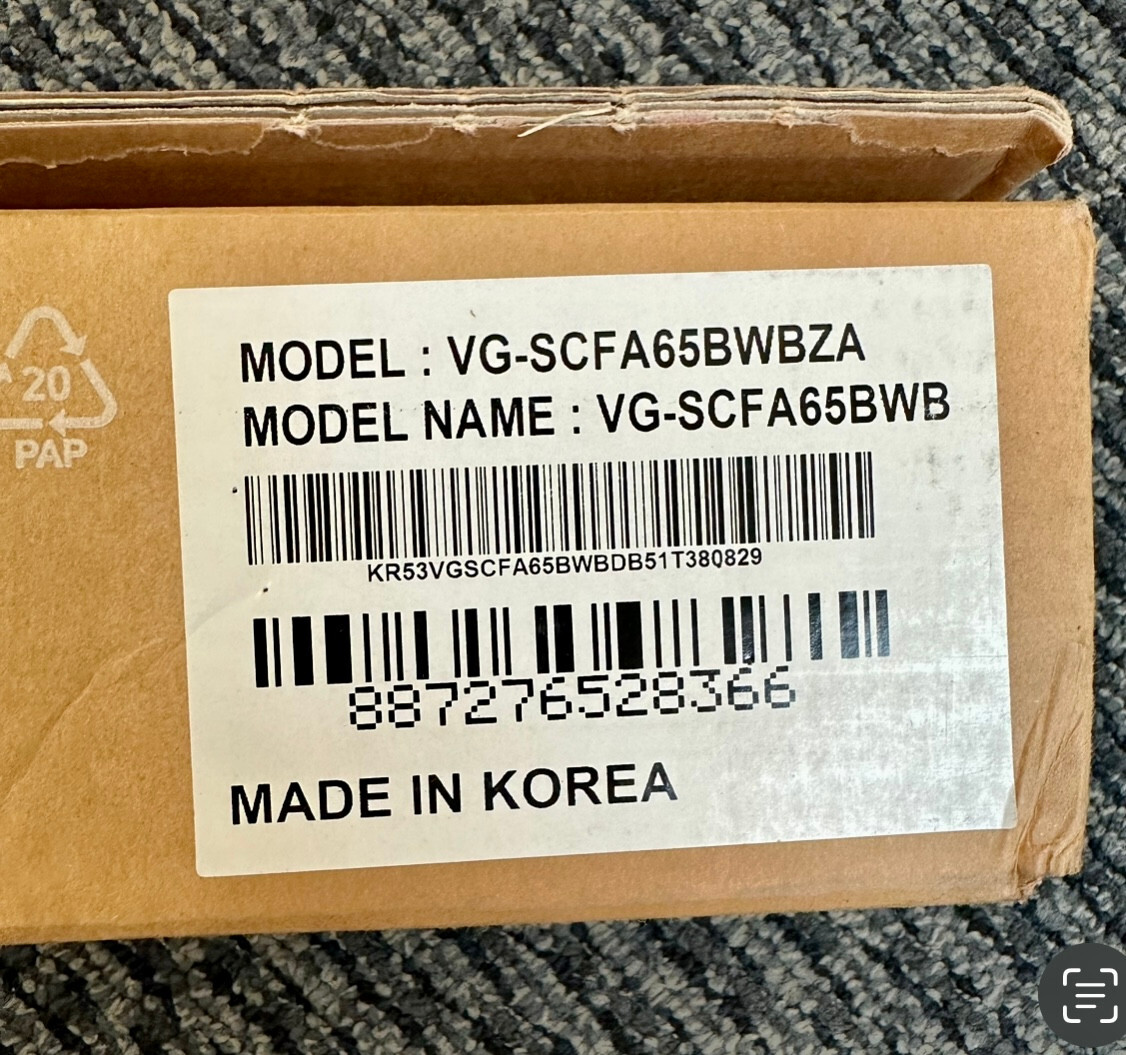 MODEL : VG-SCFA65BWBZA
MODEL NAME : VG-SCFA65BWB
KR53VGSCFA65BWBDB51T380829
887276528366
MADE IN KOREA
20
PAP